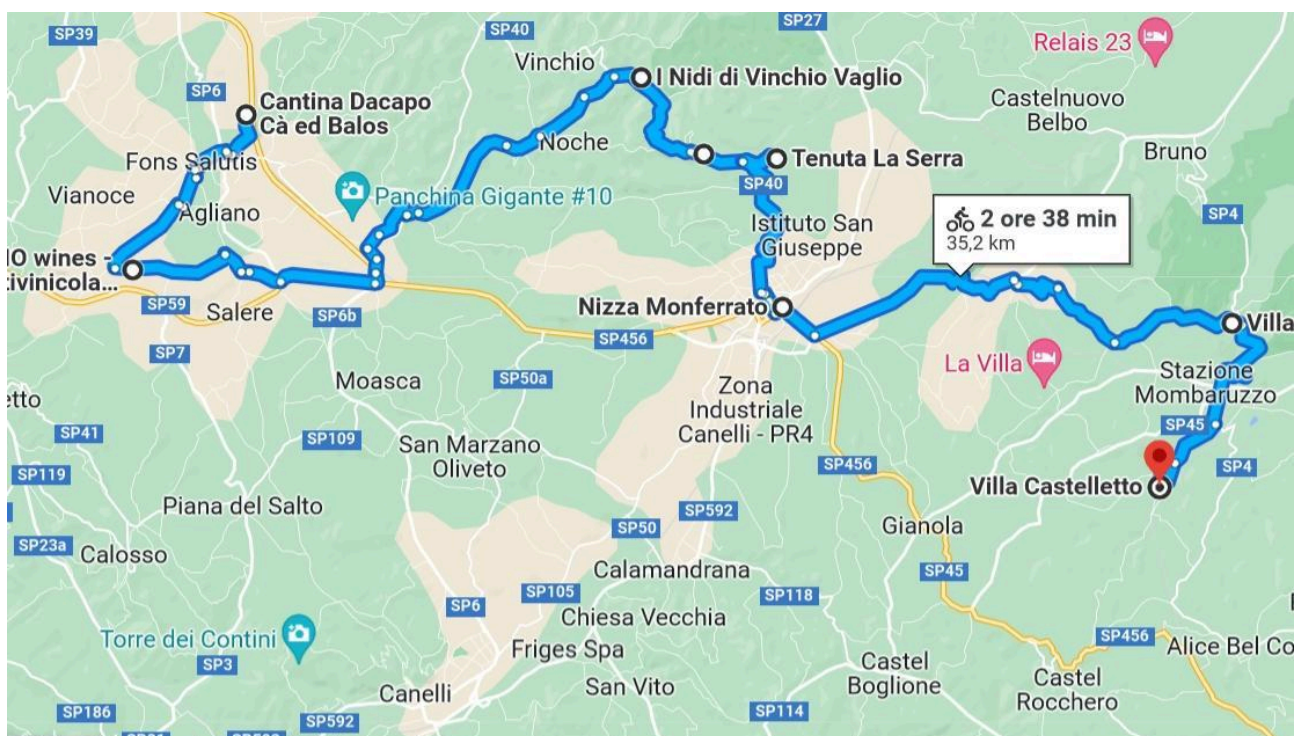 SP39
SP40
SP27
Relais 23
Vinchio
I Nidi di Vinchio Vaglio
SP6
Cantina Dacapo
Cà ed Balos
Castelnuovo
Belbo
Noche
Bruno
Fons Salutis
Tenuta La Serra
Vianoce
Panchina Gigante #10
SP40
Agliano
Istituto San
Giuseppe
2 ore 38 min
35,2 km
SP4
IO wines -
tivinicola...
SP59
Salere
SP6b
Nizza Monferrato
Villa
SP456
SP7
La Villa
Stazione
Mombaruzzo
Moasca
SP50a
Zona
Industriale
Canelli - PR4
etto
SP41
SP109
San Marzano
Oliveto
SP45
SP119
SP456
SP4
Villa Castelletto
Piana del Salto
SP592
Gianola
SP23a
Calosso
SP50
Calamandrana
SP45
SP6
SP105
SP118
Chiesa Vecchia
Torre dei Contini
SP456
Friges Spa
Alice Bel Co
SP3
Canelli
San Vito
Castel
Boglione
Castel
Rocchero
SP186
SP592
SP114